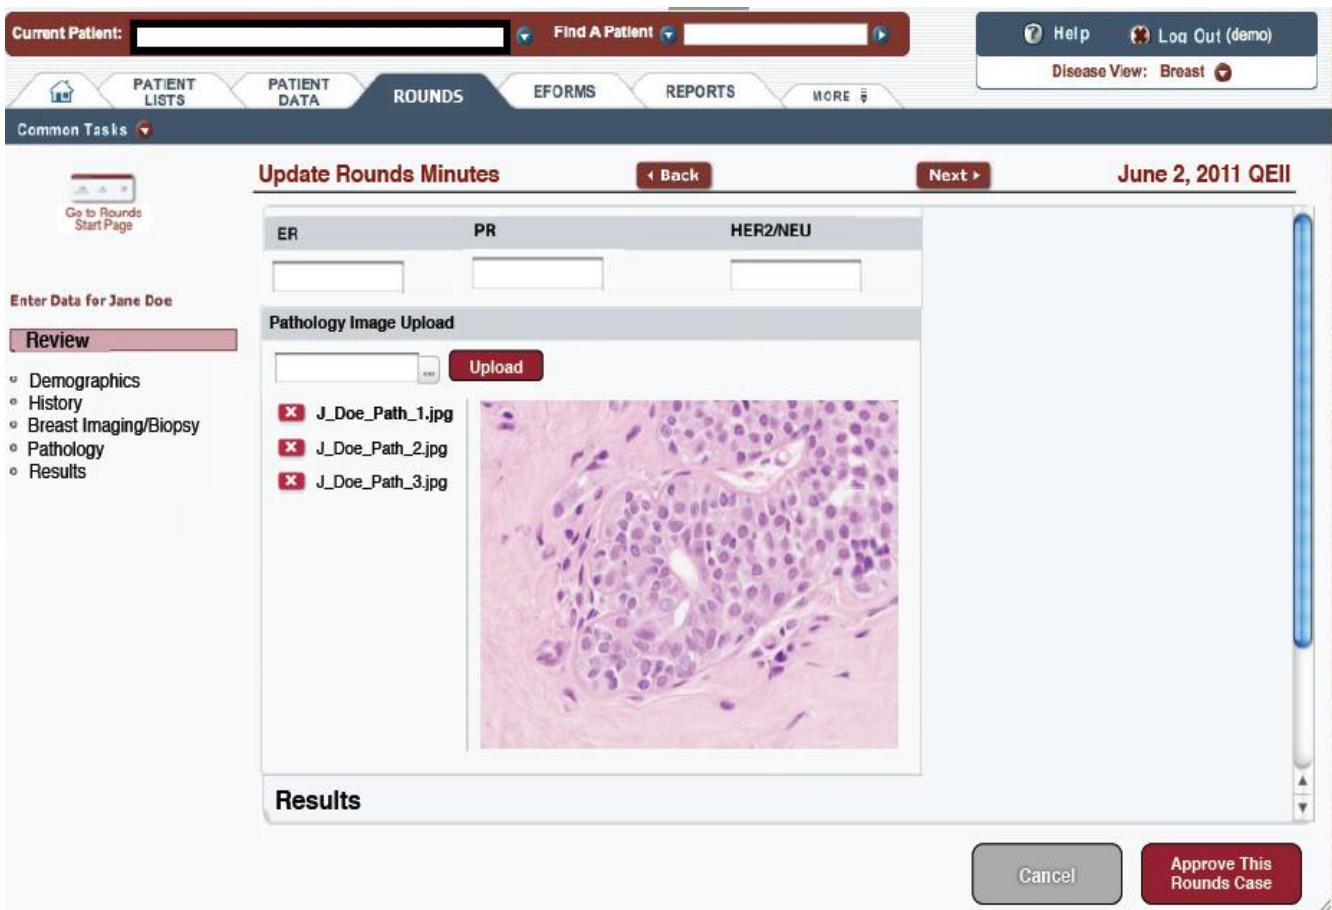 Current Patient:
Find A Patient
Help
Log Out (demo)
Disease View: Breast
PATIENT
LISTS
PATIENT
DATA
ROUNDS
EFORMS
REPORTS
MORE
Common Tasks
Go to Rounds
Start Page
Update Rounds Minutes
Back
Next
June 2, 2011 QEII
ER
PR
HER2/NEU
Enter Data for Jane Doe
Review
Demographics
History
Breast Imaging/Biopsy
Pathology
Results
Pathology Image Upload
...
Upload
J_Doe_Path_1.jpg
J_Doe_Path_2.jpg
J_Doe_Path_3.jpg
Results
Cancel
Approve This
Rounds Case